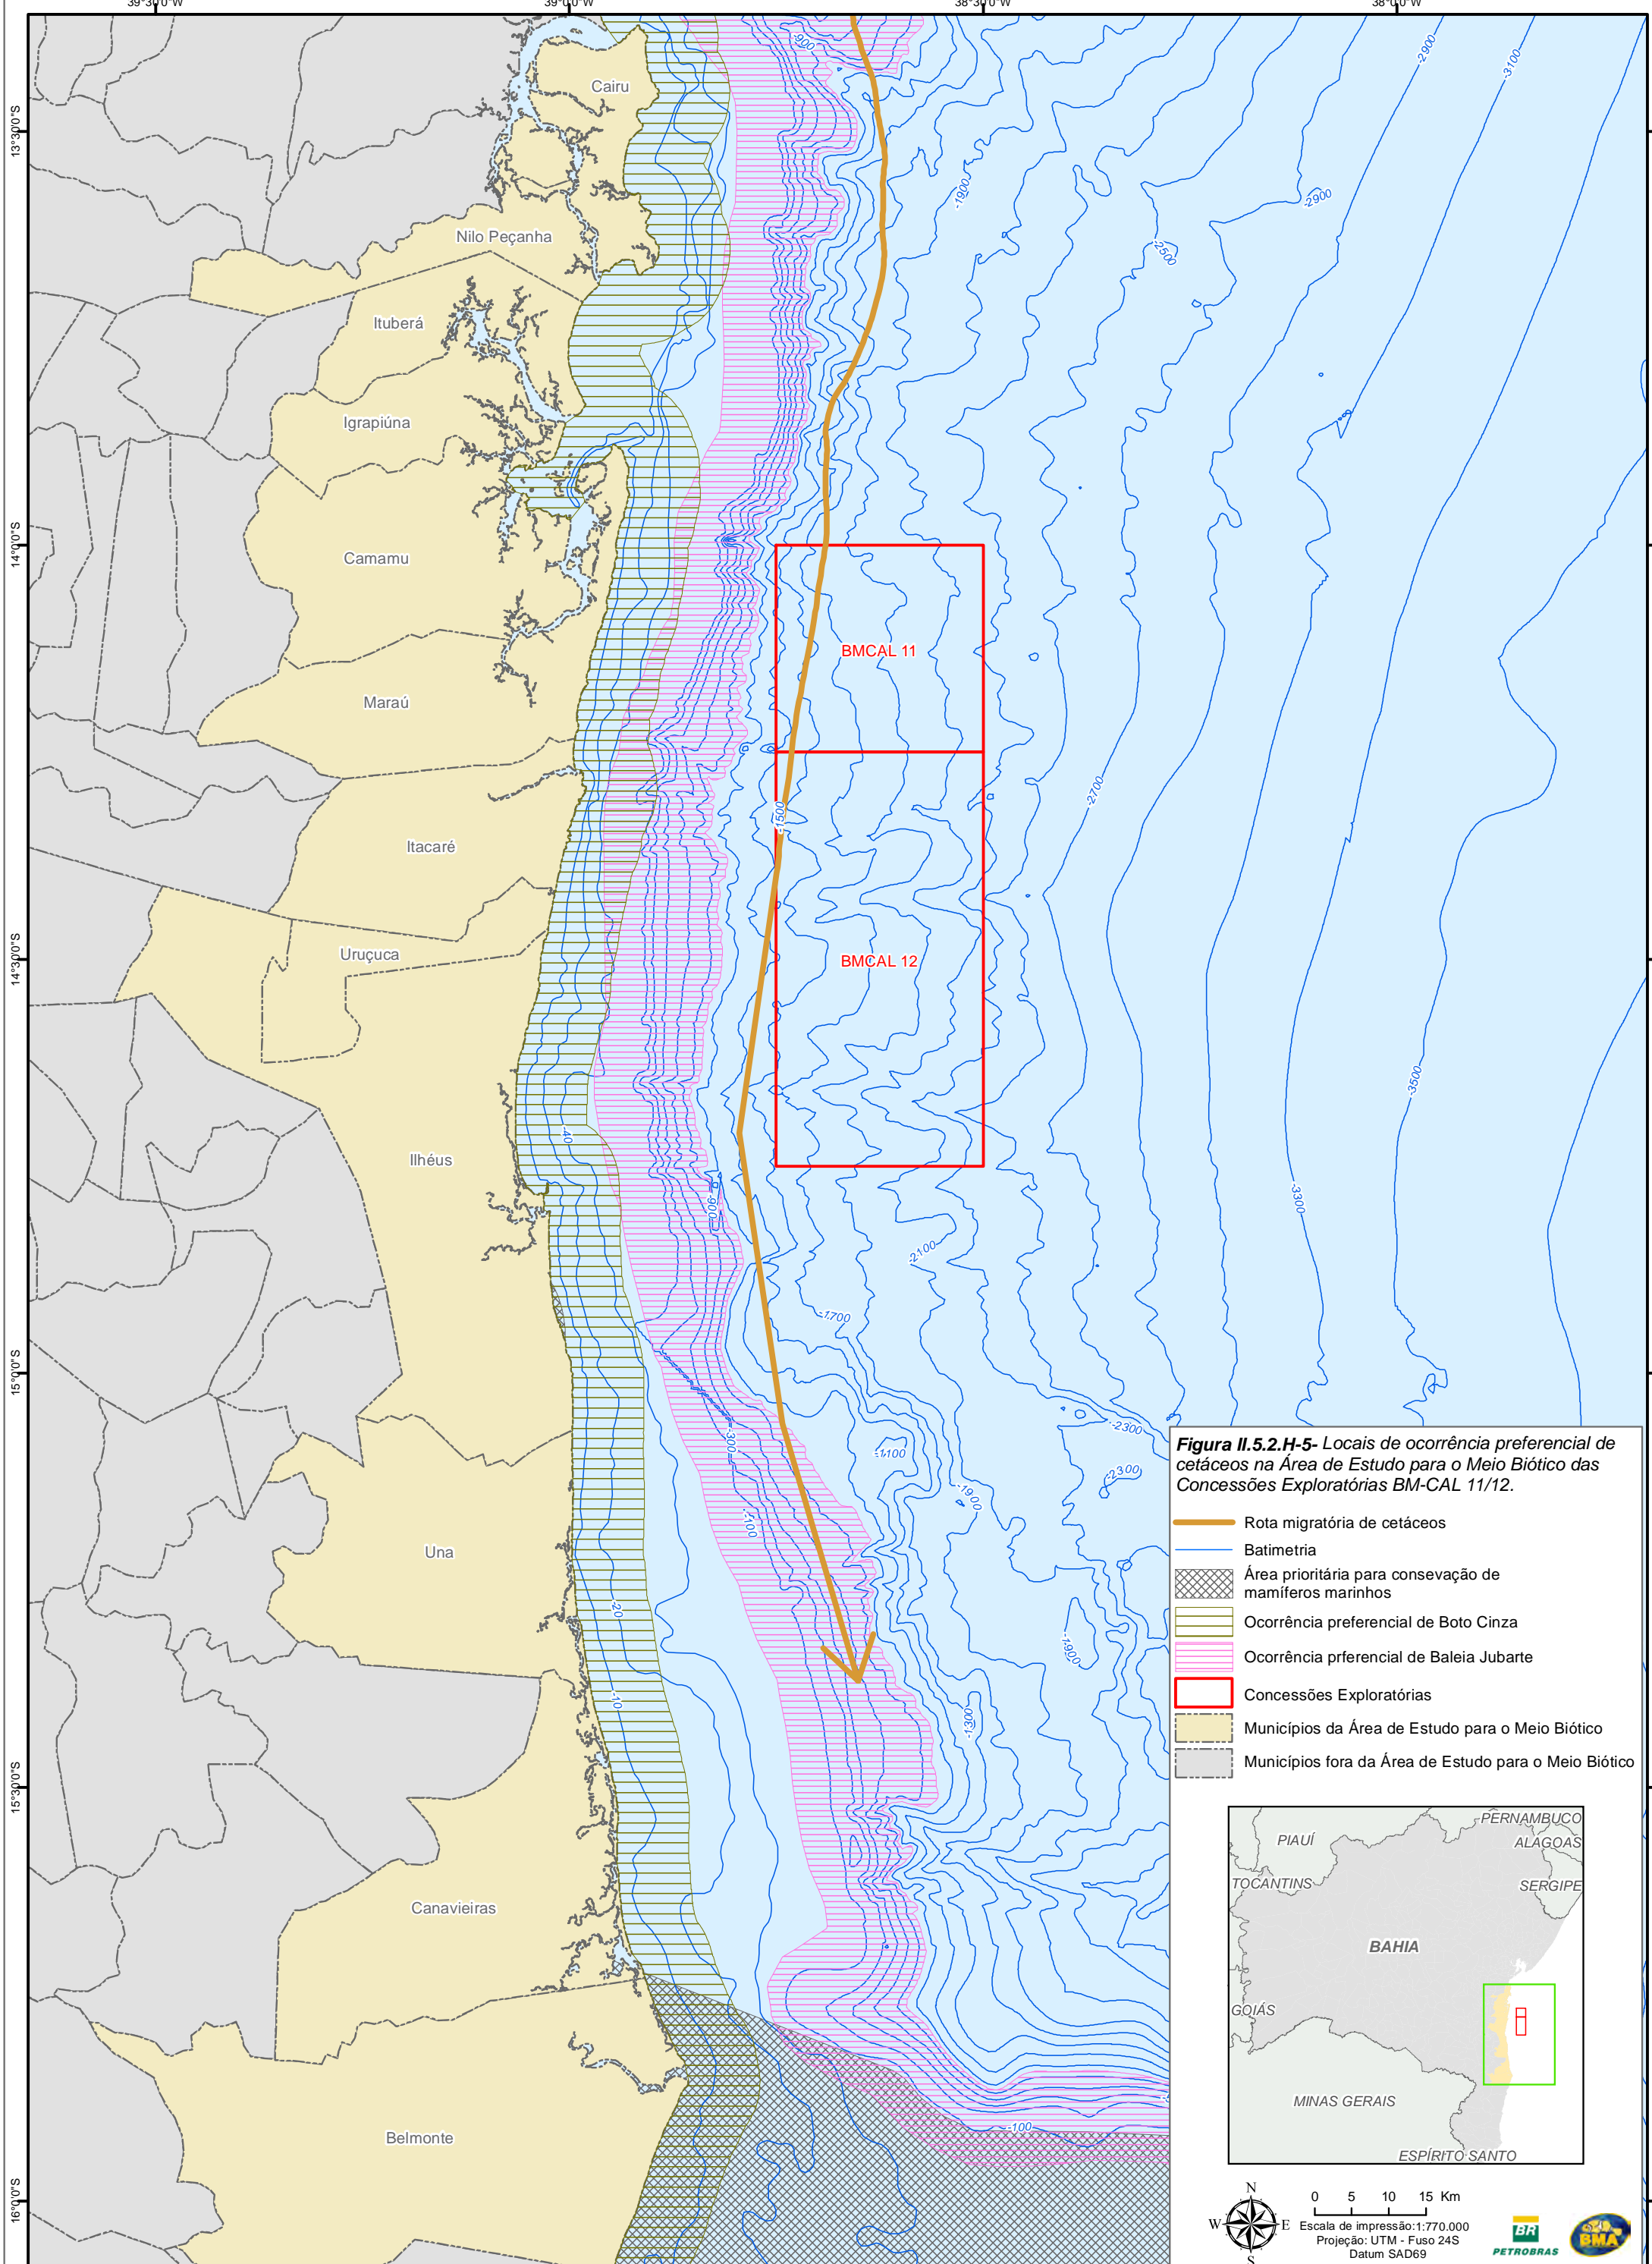 39°30'0"W
39°0'0"W
38°30'0"W
38°0'0"W
13°30'0"S
14°0'0"S
14°30'0"S
15°0'0"S
15°30'0"S
16°0'0"S
Cairu
Nilo Peçanha
Ituberá
Igrapiúna
Camamu
Maraú
Itacaré
Uruçuca
Ilhéus
Una
Canavieiras
Belmonte
-900
-1900
-2500
-2900
-2900
-3100
BMCAL 11
-1500
-2700
BMCAL 12
-40
-900
-2100
-3500
-3300
-1700
-300
-1100
-2300
-2300
-1900
-100
-20
-1900
-10
-1300
-100
Figura II.5.2.H-5- Locais de ocorrência preferencial de
cetáceos na Área de Estudo para o Meio Biótico das
Concessões Exploratórias BM-CAL 11/12.
Rota migratória de cetáceos
Batimetria
Área prioritária para consevação de
mamíferos marinhos
Ocorrência preferencial de Boto Cinza
Ocorrência prferencial de Baleia Jubarte
Concessões Exploratórias
Municípios da Área de Estudo para o Meio Biótico
Municípios fora da Área de Estudo para o Meio Biótico
PERNAMBUCO
PIAUÍ
ALAGOAS
TOCANTINS
SERGIPE
BAHIA
GOIÁS
MINAS GERAIS
ESPÍRITO SANTO
N
W E
S
0 5 10 15 Km
Escala de impressão:1:770.000
Projeção: UTM - Fuso 24S
Datum SAD69
BR
PETROBRAS
BMA